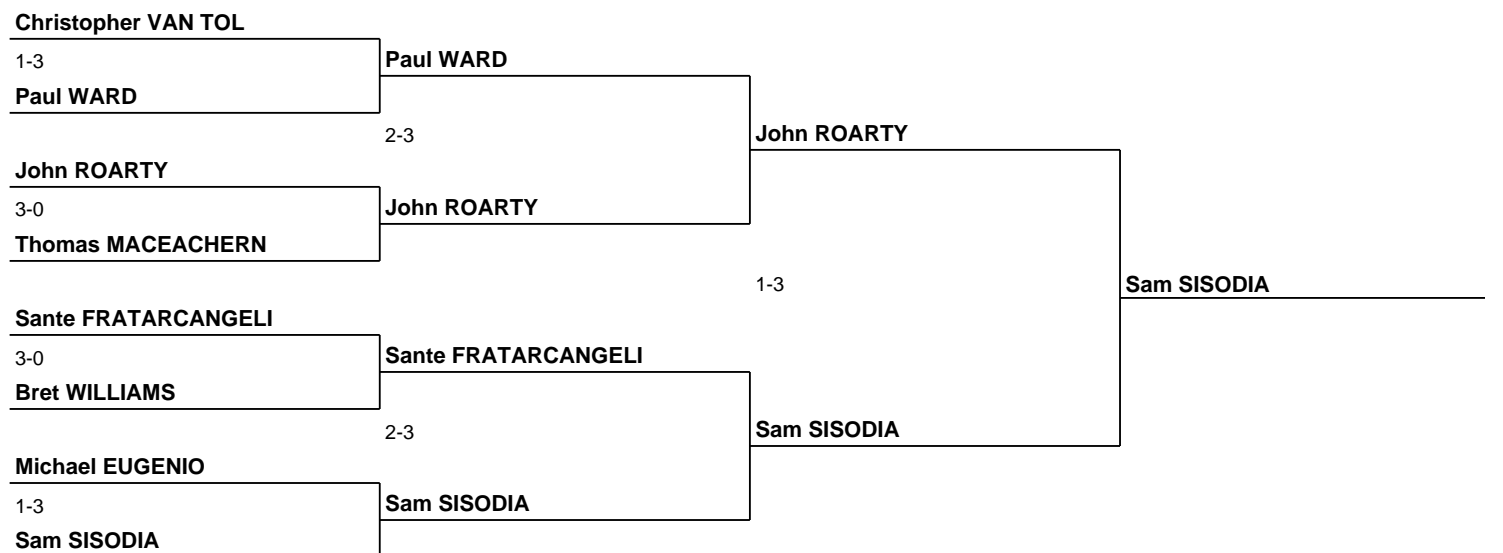 Christopher VAN TOL
1-3
Paul WARD
Paul WARD
2-3
John ROARTY
John ROARTY
3-0
John ROARTY
Thomas MACEACHERN
1-3
Sam SISODIA
Sante FRATARCANGELI
3-0
Sante FRATARCANGELI
Bret WILLIAMS
2-3
Sam SISODIA
Michael EUGENIO
1-3
Sam SISODIA
Sam SISODIA